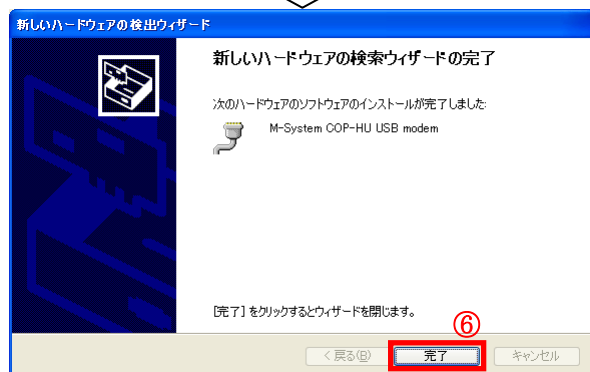 新しいハードウェアの検出ウィザード
新しいハードウェアの検索ウィザードの完了
次のハードウェアのソフトウェアのインストールが完了しました:
M-System COP-HU USB modem
[完了] をクリックするとウィザードを閉じます。
⑥
< 戻る(B)
完了
キャンセル